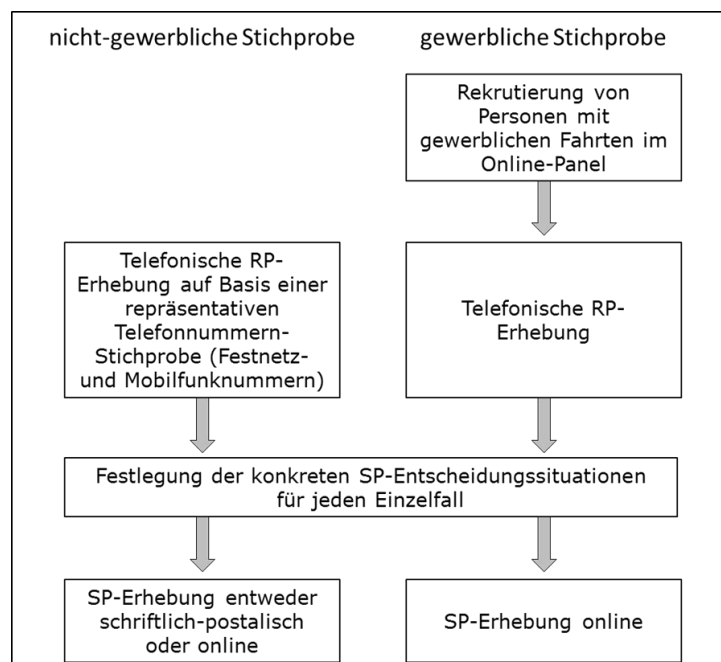 nicht-gewerbliche Stichprobe
gewerbliche Stichprobe
Rekrutierung von
Personen mit
gewerblichen Fahrten im
Online-Panel
Telefonische RP-
Erhebung auf Basis einer
repräsentativen
Telefonnummern-
Stichprobe (Festnetz-
und Mobilfunknummern)
Telefonische RP-
Erhebung
Festlegung der konkreten SP-Entscheidungssituationen
für jeden Einzelfall
SP-Erhebung entweder
schriftlich-postalisch
oder online
SP-Erhebung online